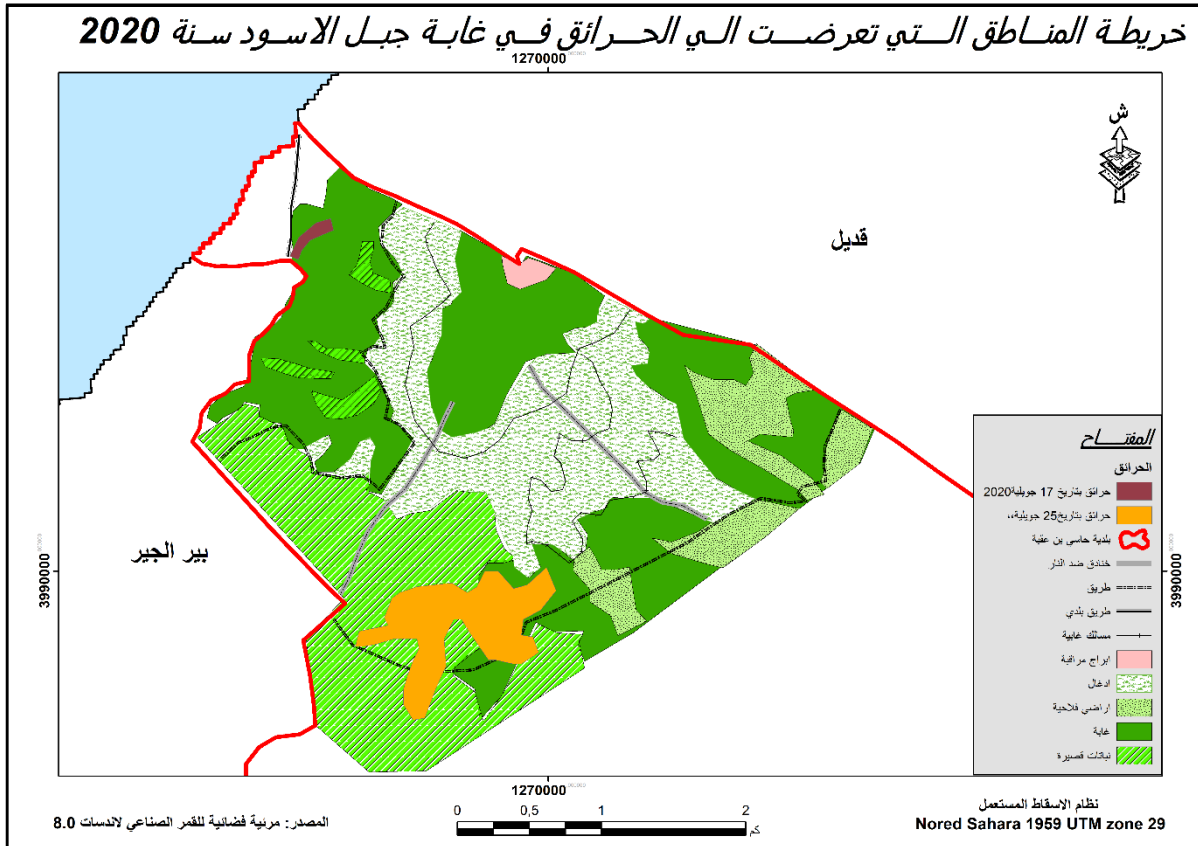 خريطة المناطق التي تعرضت الي الحرائق في غابة جبل الاسود سنة 2020
1270000
ش
قديل
بير الجير
3990000
3990000
المفتاح
الحرائق
حرائق بتاريخ 17 جويلية2020
حرائق بتاريخ25 جويلية،،
بلدية حاسي بن عقبة
خنادق ضد النار
طريق
طريق بلدي
مسالك غابية
ابراج مراقبة
ادغال
اراضي فلاحية
غابة
نباتات قصيرة
1270000
0 0,5 1 2
كم
نظام الاسقاط المستعمل
Nored Sahara 1959 UTM zone 29
المصدر: مرئية فضائية للقمر الصناعي لاندسات 8.0